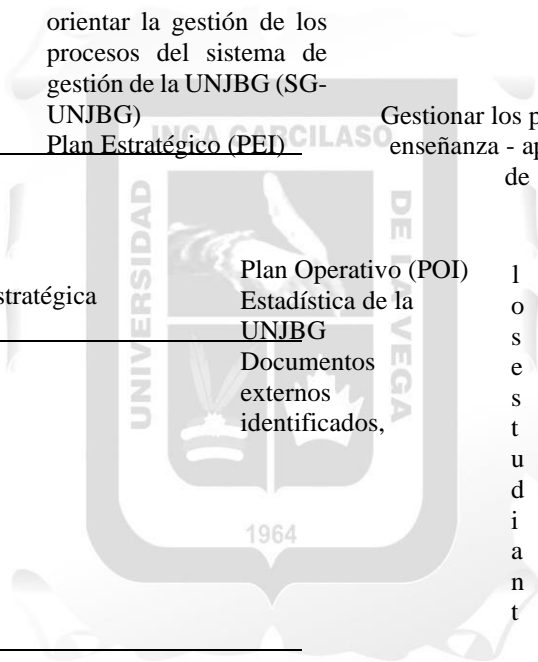 orientar la gestión de los
procesos del sistema de
gestión de la UNJBG (SG-
UNJBG)
Plan Estratégico (PEI)
Gestionar los p
enseñanza - ap
de
stratégica
Plan Operativo (POI)
Estadística de la
UNJBG
Documentos
externos
identificados,
l
o
s
e
s
t
u
d
i
a
n
t
UNIVERSIDAD
INCA GARCILASO
DE LA VEGA
1964